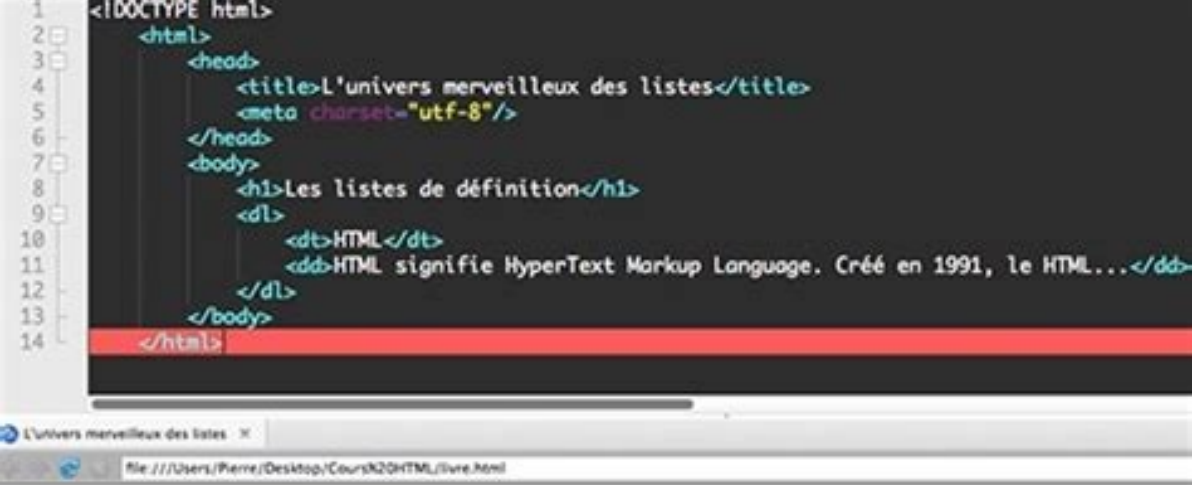 1 <!DOCTYPE html>
2 <html>
3 <head>
4 <title>L'univers merveilleux des listes</title>
5 <meta charset="utf-8"/>
6 </head>
7 <body>
8 <h1>Les listes de définition</h1>
9 <dl>
10 <dt>HTML</dt>
11 <dd>HTML signifie HyperText Markup Language. Créé en 1991, le HTML...</dd>
12 </dl>
13 </body>
14 </html>
L'univers merveilleux des listes ×
file:///Users/Pierre/Desktop/Cours%20HTML/livre.html